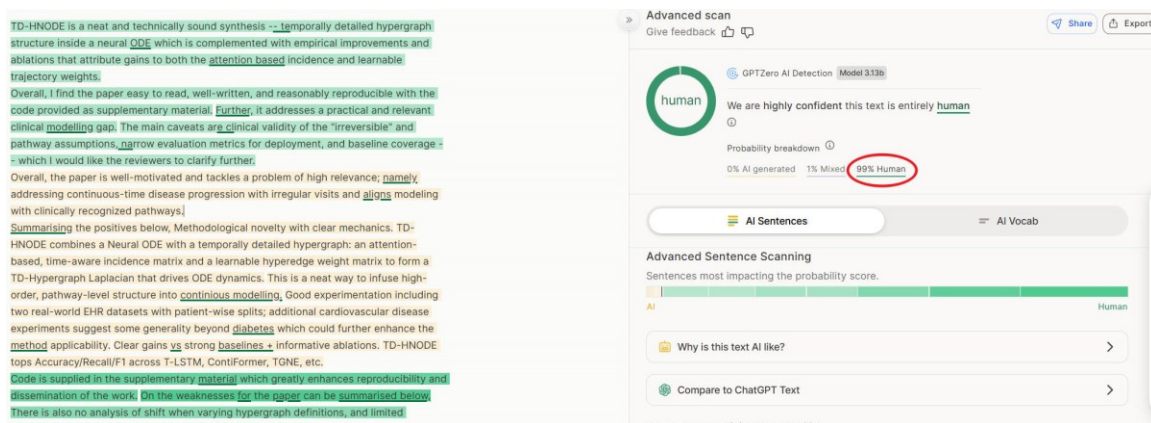 TD-HNODE is a neat and technically sound synthesis -- temporally detailed hypergraph
structure inside a neural ODE which is complemented with empirical improvements and
ablations that attribute gains to both the attention based incidence and learnable
trajectory weights.
Overall, I find the paper easy to read, well-written, and reasonably reproducible with the
code provided as supplementary material. Further, it addresses a practical and relevant
clinical modelling gap. The main caveats are clinical validity of the "irreversible" and
pathway assumptions, narrow evaluation metrics for deployment, and baseline coverage -
- which I would like the reviewers to clarify further.
Overall, the paper is well-motivated and tackles a problem of high relevance; namely
addressing continuous-time disease progression with irregular visits and aligns modeling
with clinically recognized pathways.
Summarising the positives below, Methodological novelty with clear mechanics. TD-
HNODE combines a Neural ODE with a temporally detailed hypergraph: an attention-
based, time-aware incidence matrix and a learnable hyperedge weight matrix to form a
TD-Hypergraph Laplacian that drives ODE dynamics. This is a neat way to infuse high-
order, pathway-level structure into continious modelling. Good experimentation including
two real-world EHR datasets with patient-wise splits; additional cardiovascular disease
experiments suggest some generality beyond diabetes which could further enhance the
method applicability. Clear gains vs strong baselines + informative ablations. TD-HNODE
tops Accuracy/Recall/F1 across T-LSTM, ContiFormer, TGNE, etc.
Code is supplied in the supplementary material which greatly enhances reproducibility and
dissemination of the work. On the weaknesses for the paper can be summarised below,
There is also no analysis of shift when varying hypergraph definitions, and limited
»
Advanced scan
Give feedback
Share
Export
human
GPTZero AI Detection Model 3.13b
We are highly confident this text is entirely human
Probability breakdown
0% AI generated 1% Mixed 99% Human
AI Sentences
AI Vocab
Advanced Sentence Scanning
Sentences most impacting the probability score.
AI
Human
Why is this text AI like?
Compare to ChatGPT Text